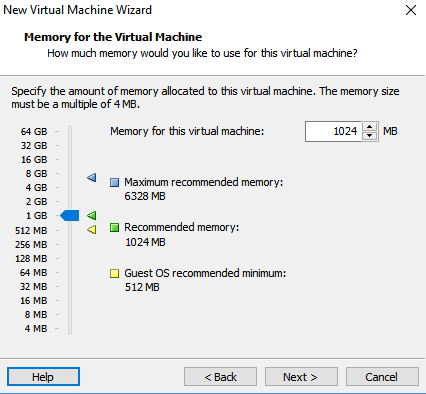 New Virtual Machine Wizard
Memory for the Virtual Machine
How much memory would you like to use for this virtual machine?
Specify the amount of memory allocated to this virtual machine. The memory size
must be a multiple of 4 MB.
64 GB
Memory for this virtual machine: 1024 MB
32 GB
16 GB
8 GB
4 GB
2 GB
1 GB
512 MB
256 MB
128 MB
64 MB
32 MB
16 MB
8 MB
4 MB
Maximum recommended memory:
6328 MB
Recommended memory:
1024 MB
Guest OS recommended minimum:
512 MB
Help
< Back
Next >
Cancel